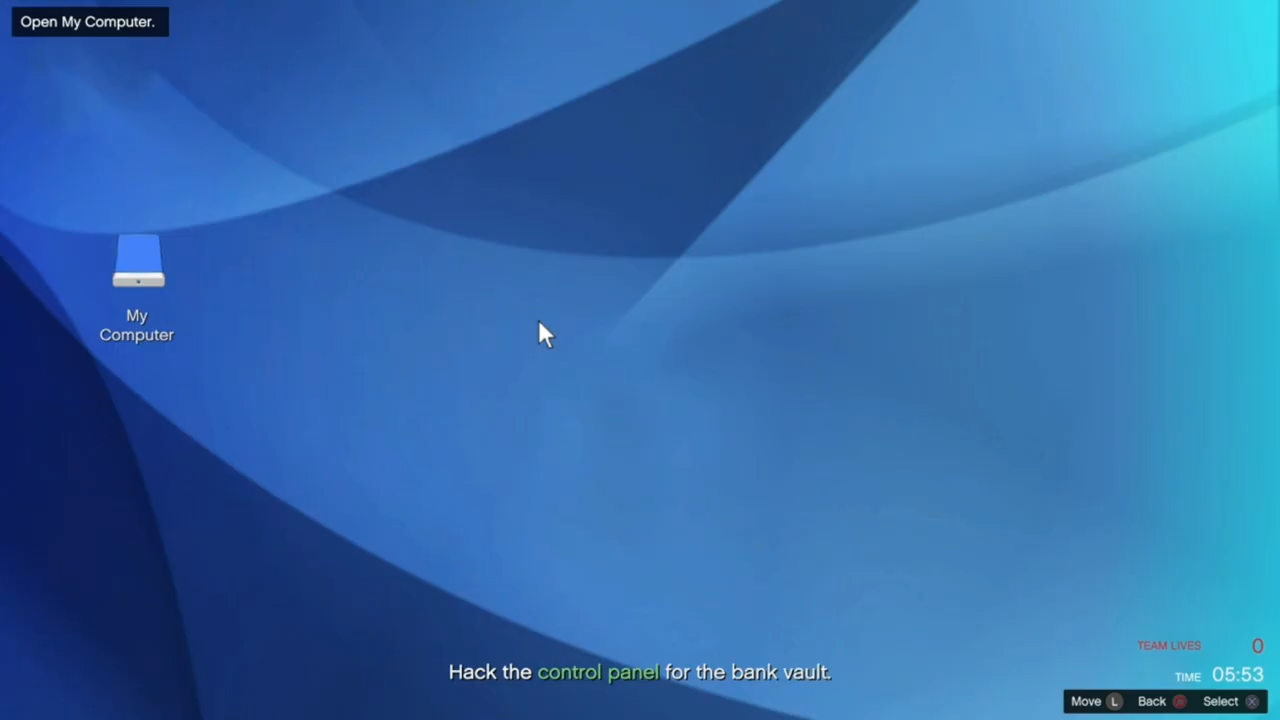 Open My Computer.
My
Computer
Hack the control panel for the bank vault.
TEAM LIVES 0
TIME 05:53
Move L Back Select